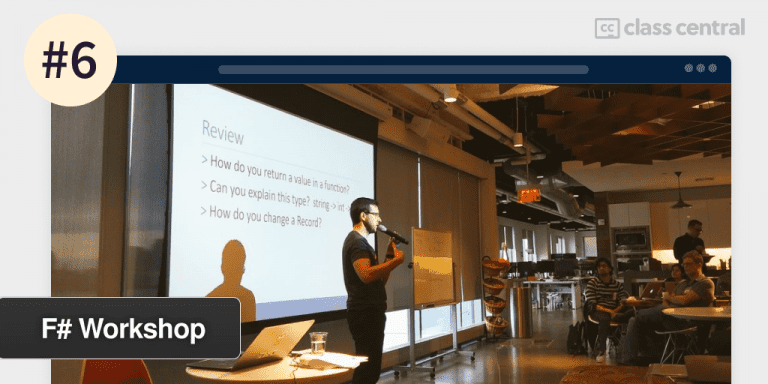 #6
class central
Review
> How do you return a value in a function?
> Can you explain this type? string -> int ->
> How do you change a Record?
EXIT
F# Workshop